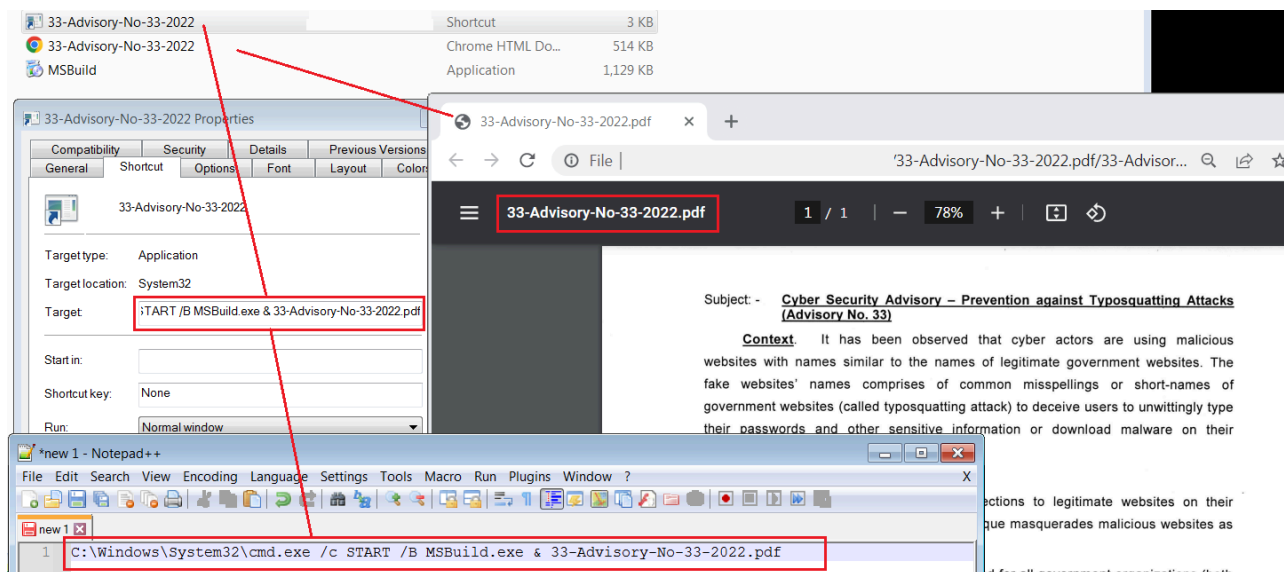 33-Advisory-No-33-2022 Shortcut 3 KB
33-Advisory-No-33-2022 Chrome HTML Do... 514 KB
MSBuild Application 1,129 KB
33-Advisory-No-33-2022 Properties
Compatibility Security Details Previous Versions
General Shortcut Options Font Layout Colors
33-Advisory-No-33-2022
Target type: Application
Target location: System32
Target: START /B MSBuild.exe & 33-Advisory-No-33-2022.pdf
Start in:
Shortcut key: None
Run: Normal window
33-Advisory-No-33-2022.pdf
File | '33-Advisory-No-33-2022.pdf/33-Advisor...
33-Advisory-No-33-2022.pdf 1 / 1 78%
Subject: - Cyber Security Advisory – Prevention against Typosquatting Attacks
(Advisory No. 33)
Context. It has been observed that cyber actors are using malicious
websites with names similar to the names of legitimate government websites. The
fake websites' names comprises of common misspellings or short-names of
government websites (called typosquatting attack) to deceive users to unwittingly type
their passwords and other sensitive information or download malware on their
ections to legitimate websites on their
que masquerades malicious websites as
*new 1 - Notepad++
File Edit Search View Encoding Language Settings Tools Macro Run Plugins Window ? X
new 1
1 C:\Windows\System32\cmd.exe /c START /B MSBuild.exe & 33-Advisory-No-33-2022.pdf